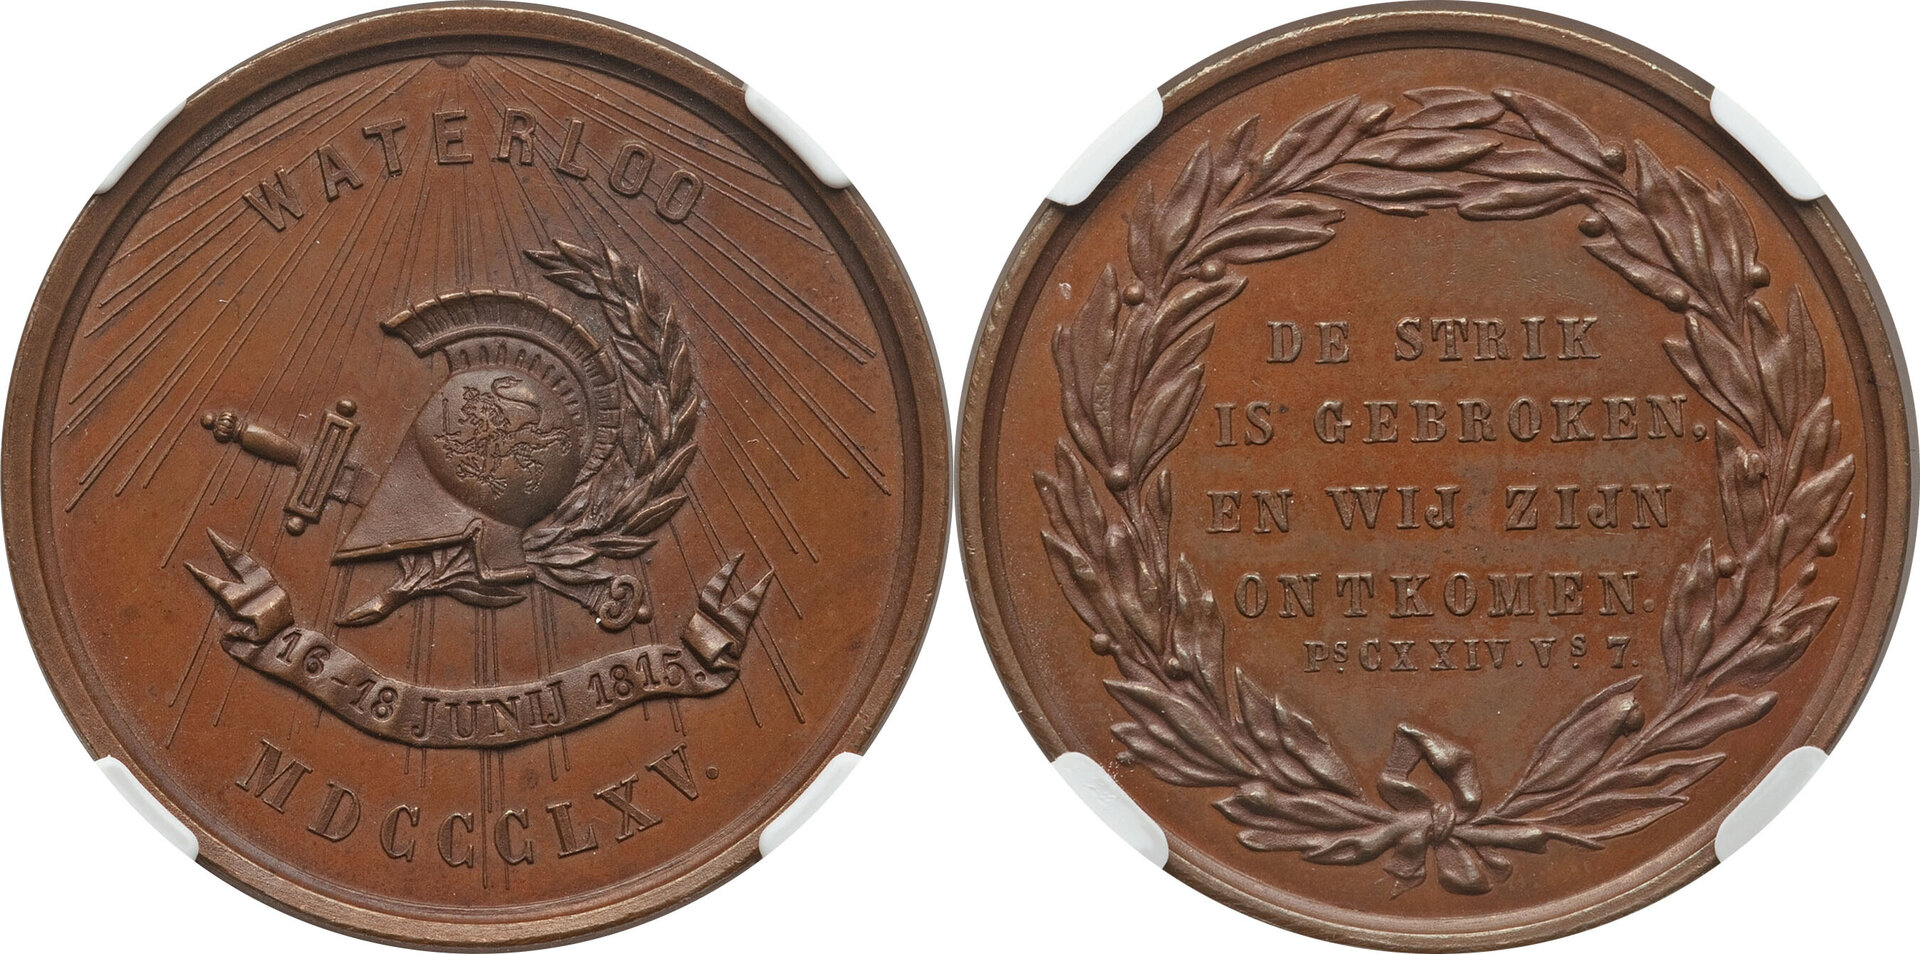 WATERLOO
16-18 JUNIJ 1815.
MDCCCLXV.
DE STRIK
IS GEBROKEN,
EN WIJ ZIJN
ONTKOMEN.
Ps. CXXIV. Vs. 7.